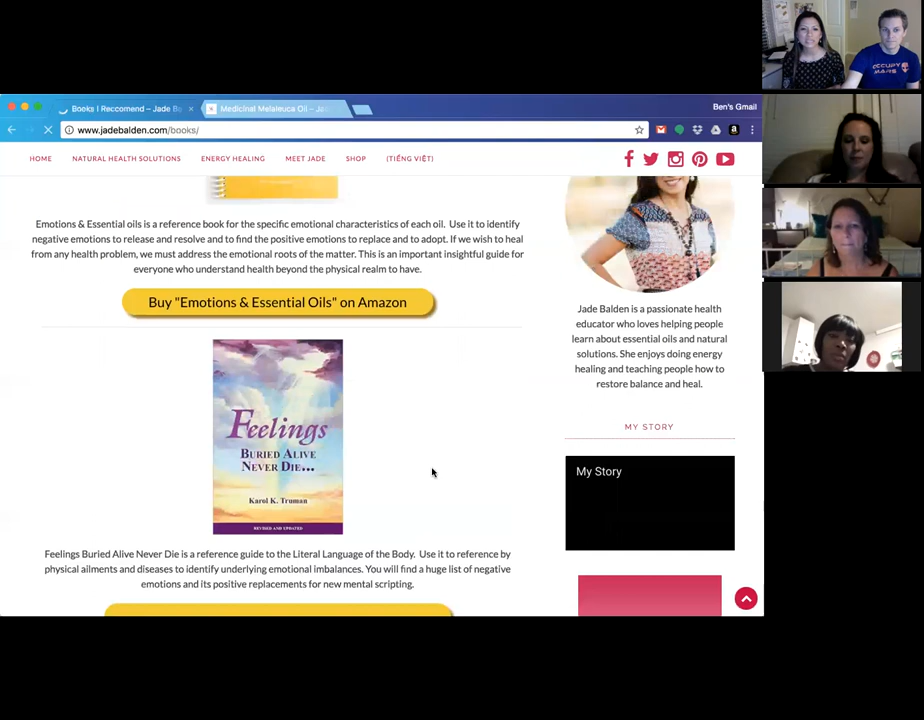 Books I Reccomend – Jade B
Medicinal Melaleuca Oil – Ja
Ben's Gmail
www.jadebalden.com/books/
HOME NATURAL HEALTH SOLUTIONS ENERGY HEALING MEET JADE SHOP (TIẾNG VIỆT)
Emotions & Essential oils is a reference book for the specific emotional characteristics of each oil. Use it to identify
negative emotions to release and resolve and to find the positive emotions to replace and to adopt. If we wish to heal
from any health problem, we must address the emotional roots of the matter. This is an important insightful guide for
everyone who understand health beyond the physical realm to have.
Buy "Emotions & Essential Oils" on Amazon
Feelings
BURIED ALIVE
NEVER DIE...
Karol K. Truman
REVISED AND UPDATED
Feelings Buried Alive Never Die is a reference guide to the Literal Language of the Body. Use it to reference by
physical ailments and diseases to identify underlying emotional imbalances. You will find a huge list of negative
emotions and its positive replacements for new mental scripting.
Jade Balden is a passionate health
educator who loves helping people
learn about essential oils and natural
solutions. She enjoys doing energy
healing and teaching people how to
restore balance and heal.
MY STORY
My Story
OCCUPY
MARS